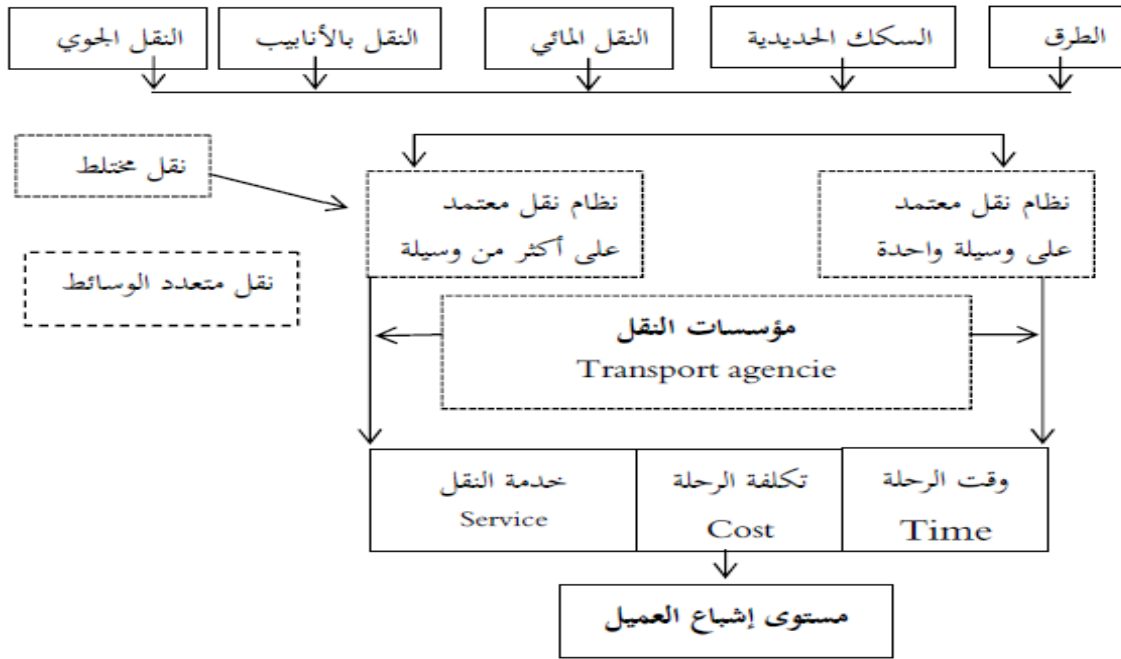 الطرق
السكك الحديدية
النقل المائي
النقل بالأنابيب
النقل الجوي
نقل مختلط
نظام نقل معتمد
على وسيلة واحدة
نظام نقل معتمد
على أكثر من وسيلة
نقل متعدد الوسائط
مؤسسات النقل
Transport agencie
وقت الرحلة
Time
تكلفة الرحلة
Cost
خدمة النقل
Service
مستوى إشباع العميل